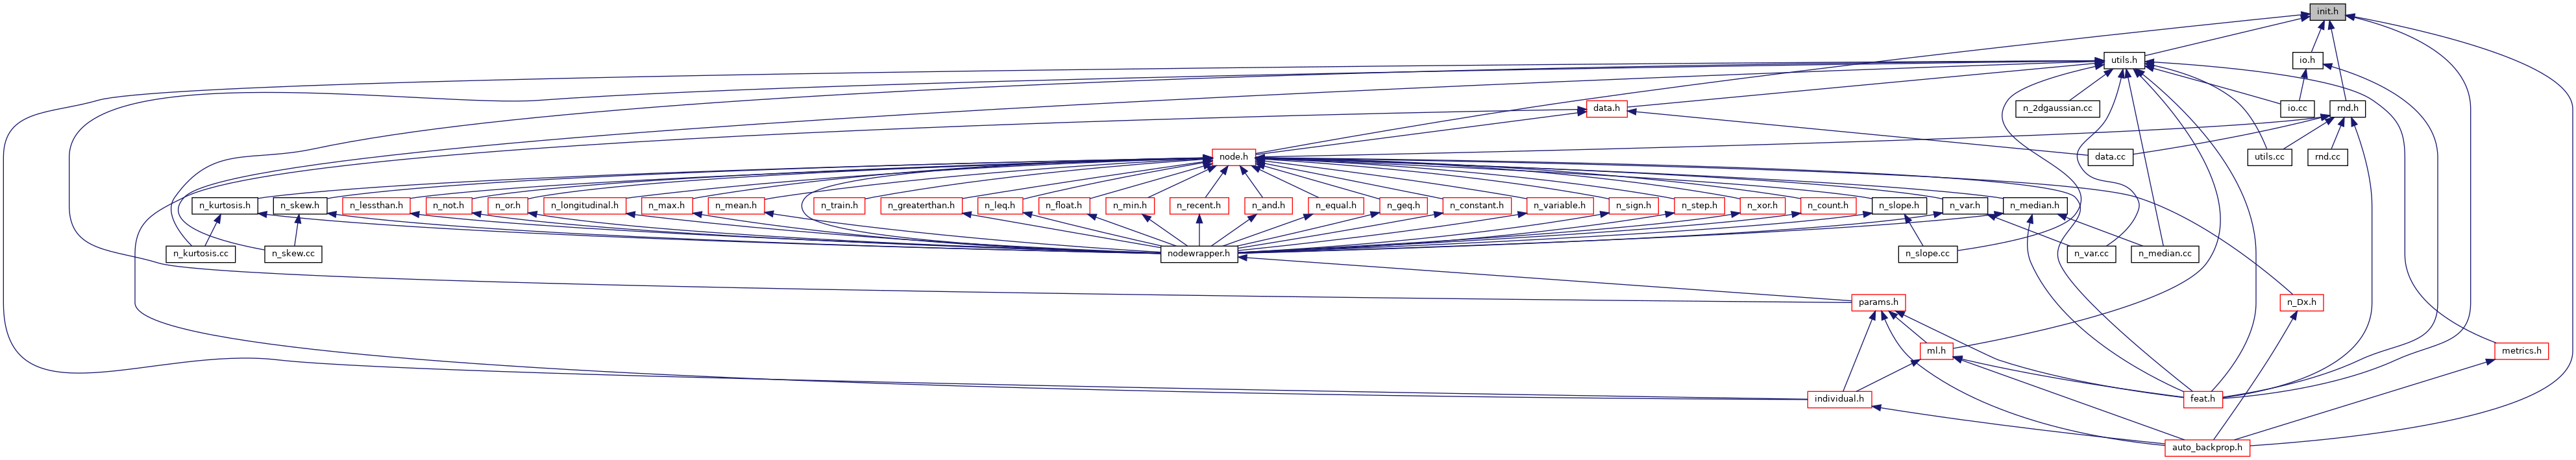 init.h
utils.h
io.h
data.h
n_2dgaussian.cc
io.cc
rnd.h
node.h
data.cc
utils.cc
rnd.cc
n_kurtosis.h
n_skew.h
n_lessthan.h
n_not.h
n_or.h
n_longitudinal.h
n_max.h
n_mean.h
n_train.h
n_greaterthan.h
n_leq.h
n_float.h
n_min.h
n_recent.h
n_and.h
n_equal.h
n_geq.h
n_constant.h
n_variable.h
n_sign.h
n_step.h
n_xor.h
n_count.h
n_slope.h
n_var.h
n_median.h
n_kurtosis.cc
n_skew.cc
nodewrapper.h
n_slope.cc
n_var.cc
n_median.cc
params.h
n_Dx.h
ml.h
metrics.h
individual.h
feat.h
auto_backprop.h